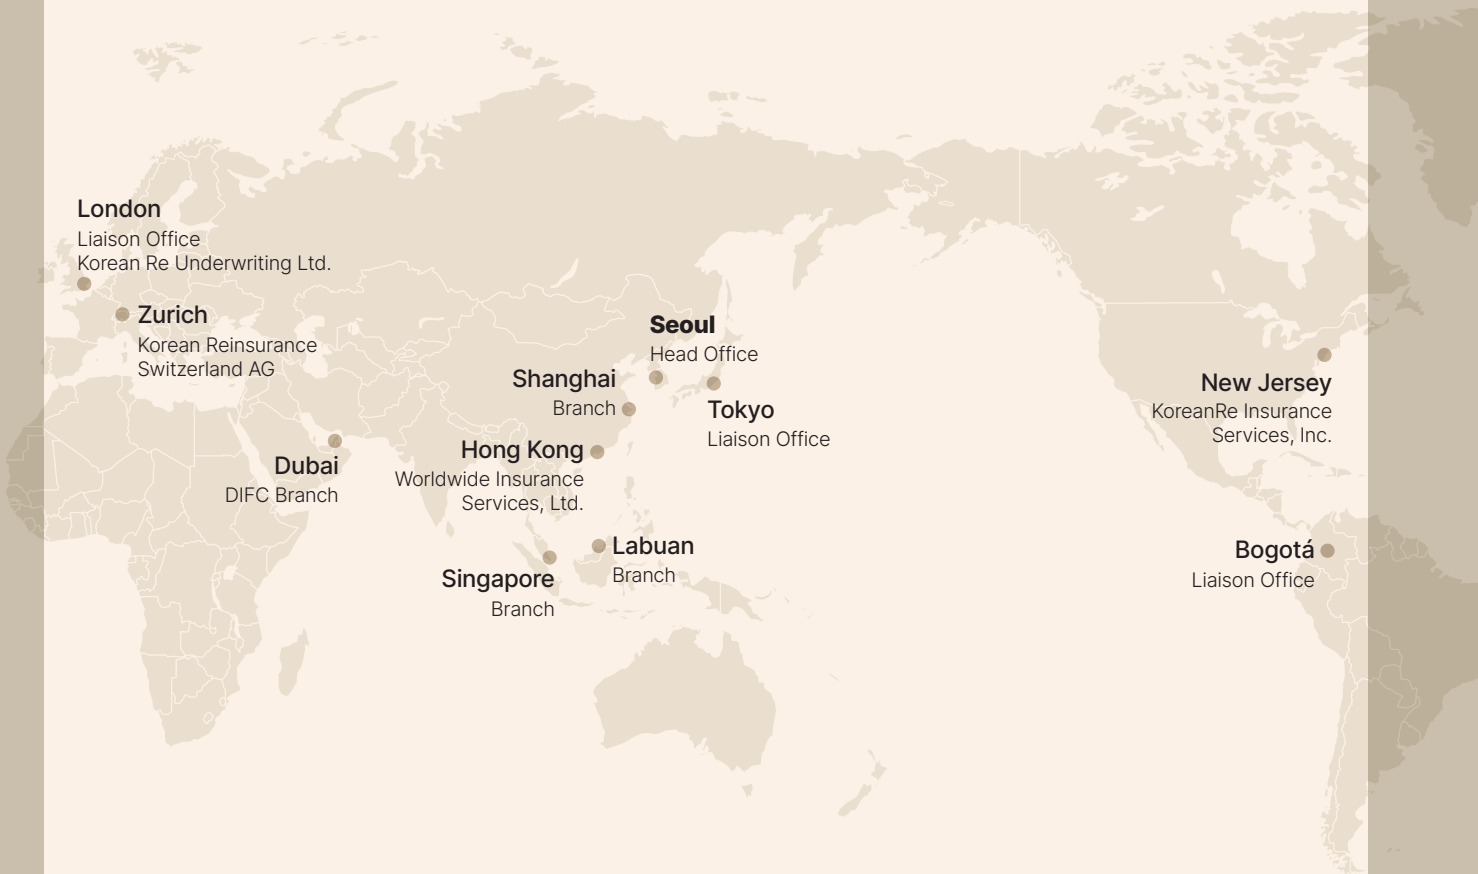 London
Liaison Office
Korean Re Underwriting Ltd.
Zurich
Korean Reinsurance
Switzerland AG
Dubai
DIFC Branch
Seoul
Head Office
Shanghai
Branch
Tokyo
Liaison Office
Hong Kong
Worldwide Insurance
Services, Ltd.
Labuan
Branch
Singapore
Branch
New Jersey
KoreanRe Insurance
Services, Inc.
Bogotá
Liaison Office